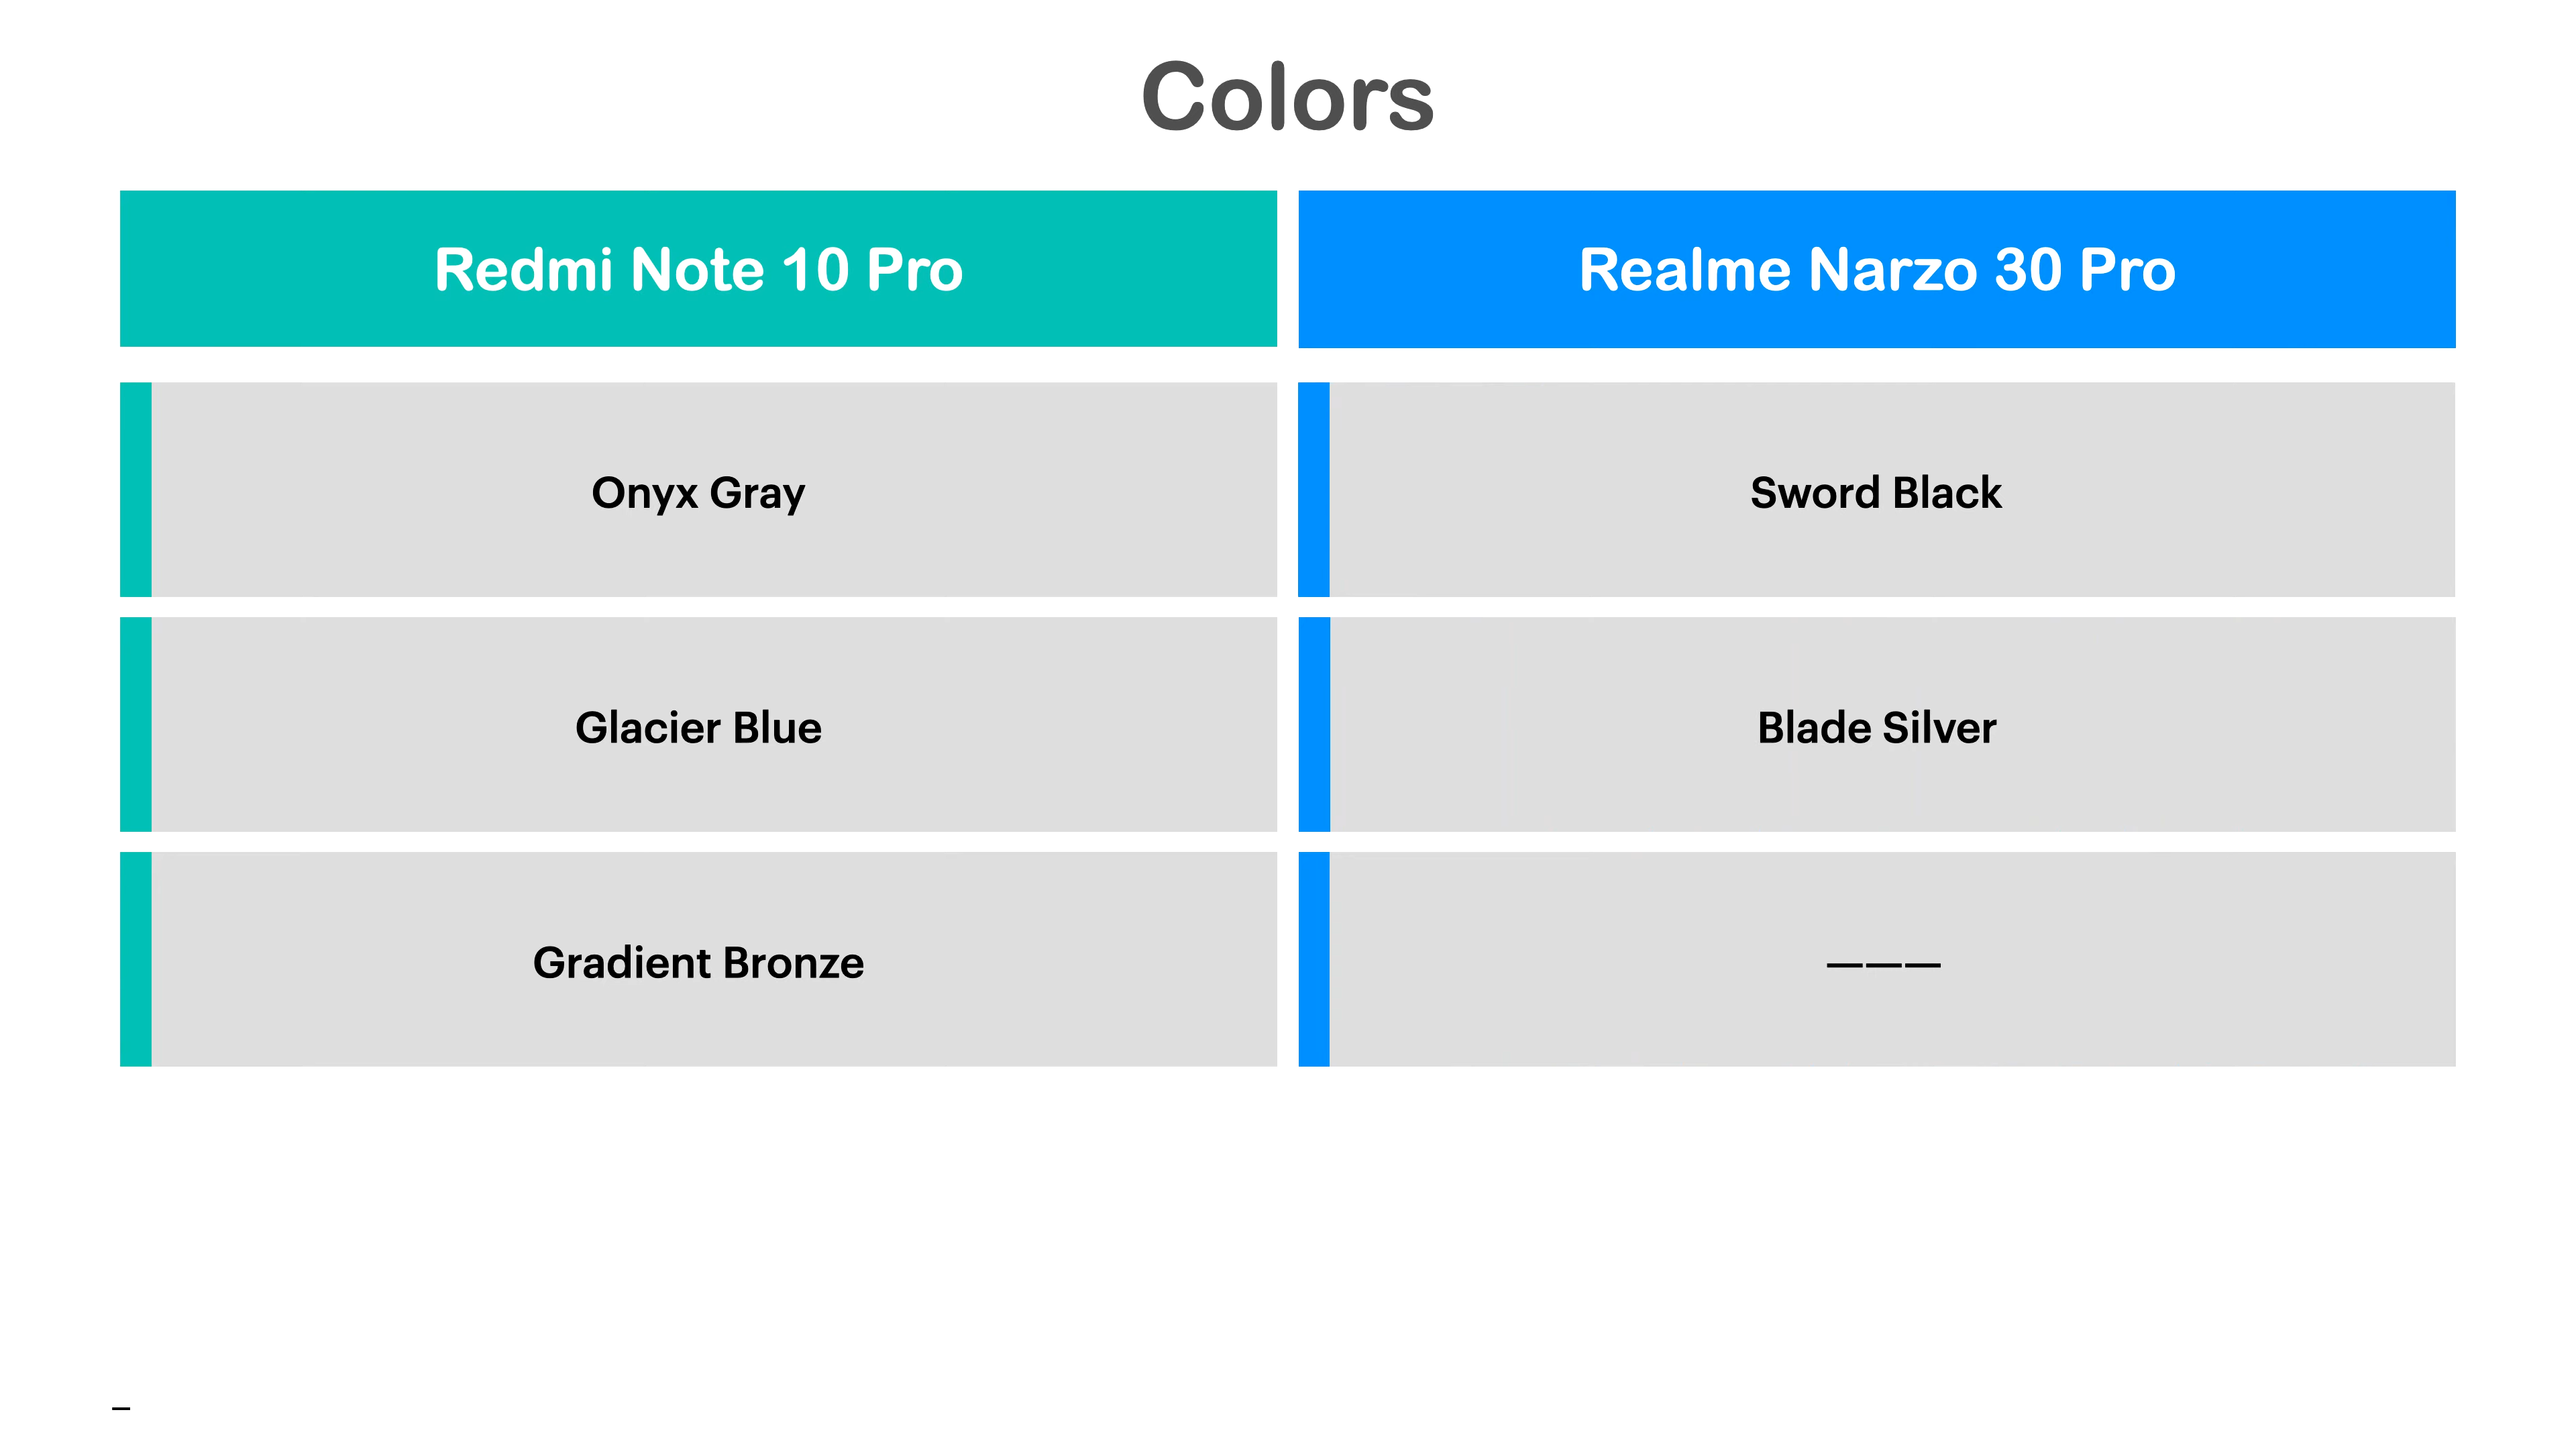 Colors
Redmi Note 10 Pro
Realme Narzo 30 Pro
Onyx Gray
Sword Black
Glacier Blue
Blade Silver
Gradient Bronze
———
–